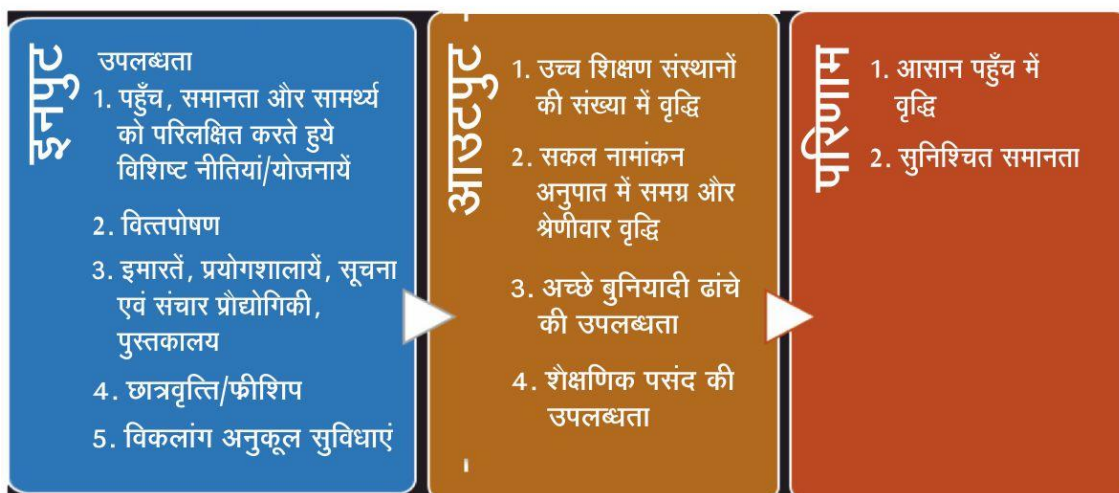 इनपुट
उपलब्धता
1. पहुँच, समानता और सामर्थ्य
को परिलक्षित करते हुये
विशिष्ट नीतियां/योजनायें
2. वित्तपोषण
3. इमारतें, प्रयोगशालायें, सूचना
एवं संचार प्रौद्योगिकी,
पुस्तकालय
4. छात्रवृत्ति/फ्रीशिप
5. विकलांग अनुकूल सुविधाएं
आउटपुट -
1. उच्च शिक्षण संस्थानों
की संख्या में वृद्धि
2. सकल नामांकन
अनुपात में समग्र और
श्रेणीवार वृद्धि
3. अच्छे बुनियादी ढांचे
की उपलब्धता
4. शैक्षणिक पसंद की
उपलब्धता
परिणाम
1. आसान पहुँच में
वृद्धि
2. सुनिश्चित समानता